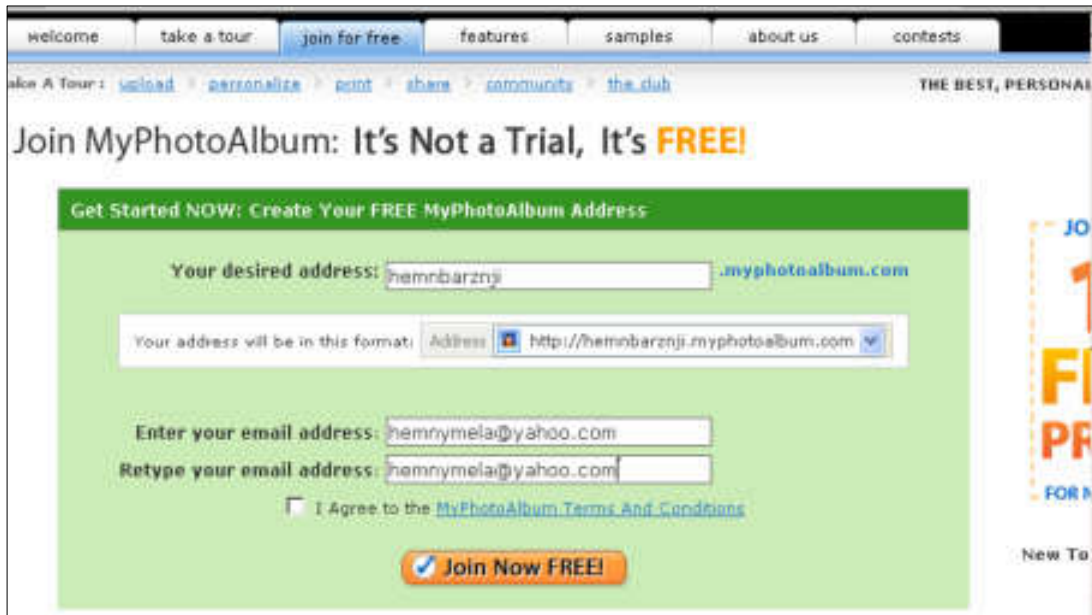 welcome take a tour join for free features samples about us contests
ake A Tour: upload personalize print share community the club THE BEST, PERSONAL
Join MyPhotoAlbum: It's Not a Trial, It's FREE!
Get Started NOW: Create Your FREE MyPhotoAlbum Address
Your desired address: hemnbarznji .myphotoalbum.com
Your address will be in this format: Address http://hemnbarznji.myphotoalbum.com
Enter your email address: hemnymela@yahoo.com
Retype your email address: hemnymela@yahoo.com
I Agree to the MyPhotoAlbum Terms And Conditions
Join Now FREE!
JO
1
FR
PR
FOR N
New To